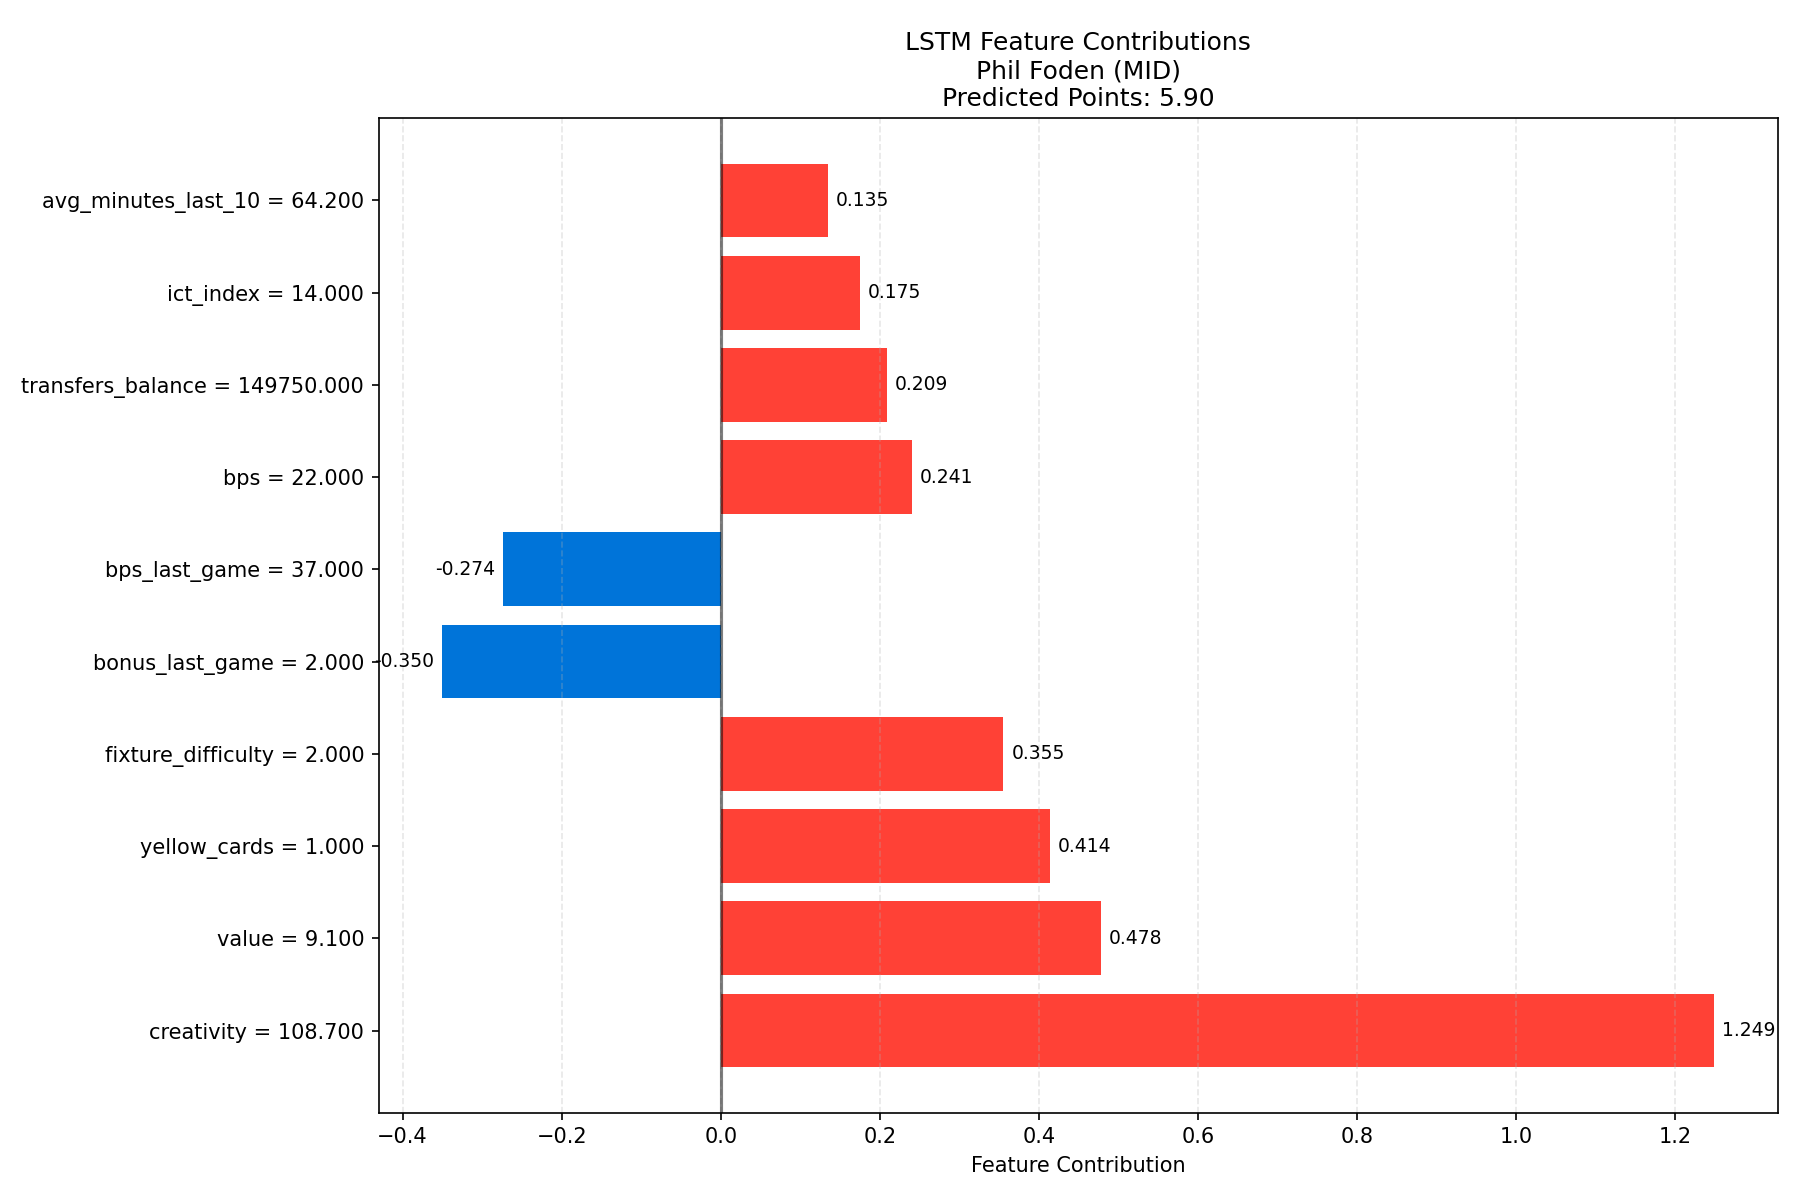 LSTM Feature Contributions
Phil Foden (MID)
Predicted Points: 5.90
avg_minutes_last_10 = 64.200
0.135
ict_index = 14.000
0.175
transfers_balance = 149750.000
0.209
bps = 22.000
0.241
bps_last_game = 37.000
-0.274
bonus_last_game = 2.000
-0.350
fixture_difficulty = 2.000
0.355
yellow_cards = 1.000
0.414
value = 9.100
0.478
creativity = 108.700
1.249
−0.4 −0.2 0.0 0.2 0.4 0.6 0.8 1.0 1.2
Feature Contribution